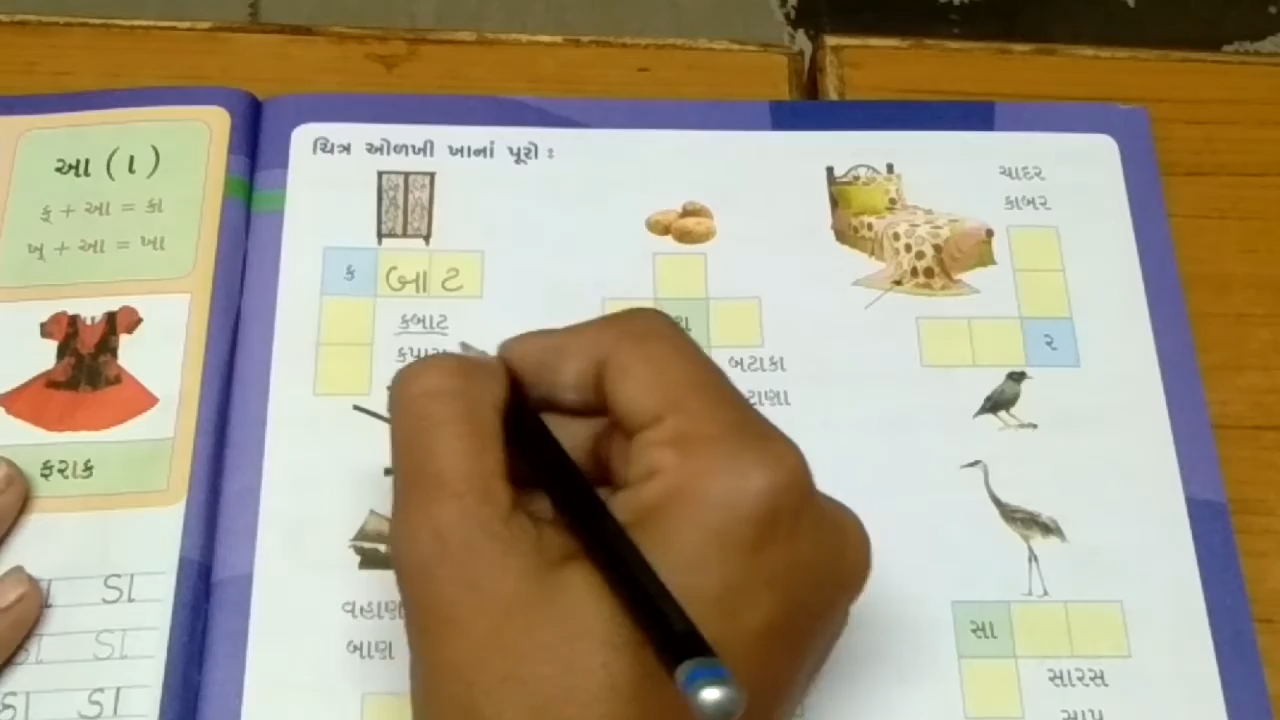 આ (ા)
ક્ + આ = કા
ખ્ + આ = ખા
ફરાક
ડા
ડા
ડા
ચિત્ર ઓળખી ખાનાં પૂરો :
ક બા ટ
કબાટ
બટાકા
ચાદર
કાબર
ર
વહાણ
બાણ
સા
સારસ